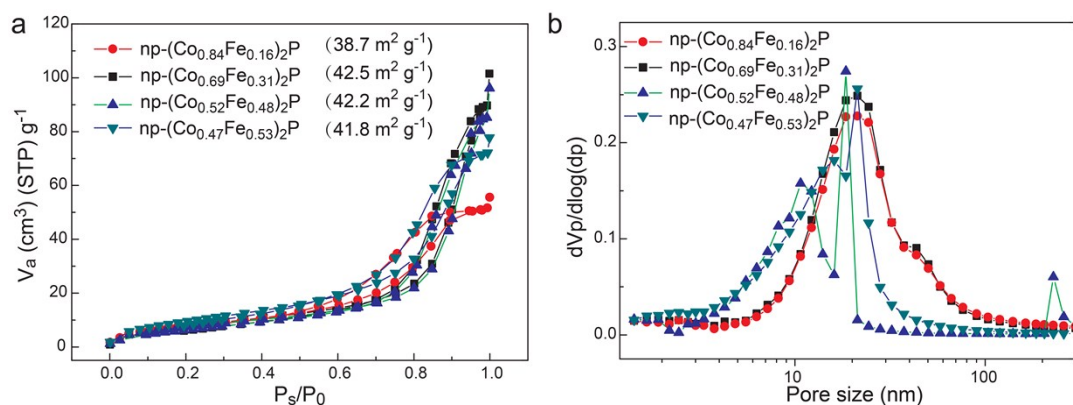 a
np-(Co0.84Fe0.16)2P (38.7 m² g⁻¹)
np-(Co0.69Fe0.31)2P (42.5 m² g⁻¹)
np-(Co0.52Fe0.48)2P (42.2 m² g⁻¹)
np-(Co0.47Fe0.53)2P (41.8 m² g⁻¹)
120
100
80
60
40
20
0
Va (cm³) (STP) g⁻¹
0.0 0.2 0.4 0.6 0.8 1.0
Ps/P0
b
np-(Co0.84Fe0.16)2P
np-(Co0.69Fe0.31)2P
np-(Co0.52Fe0.48)2P
np-(Co0.47Fe0.53)2P
0.3
0.2
0.1
0.0
dVp/dlog(dp)
10 100
Pore size (nm)